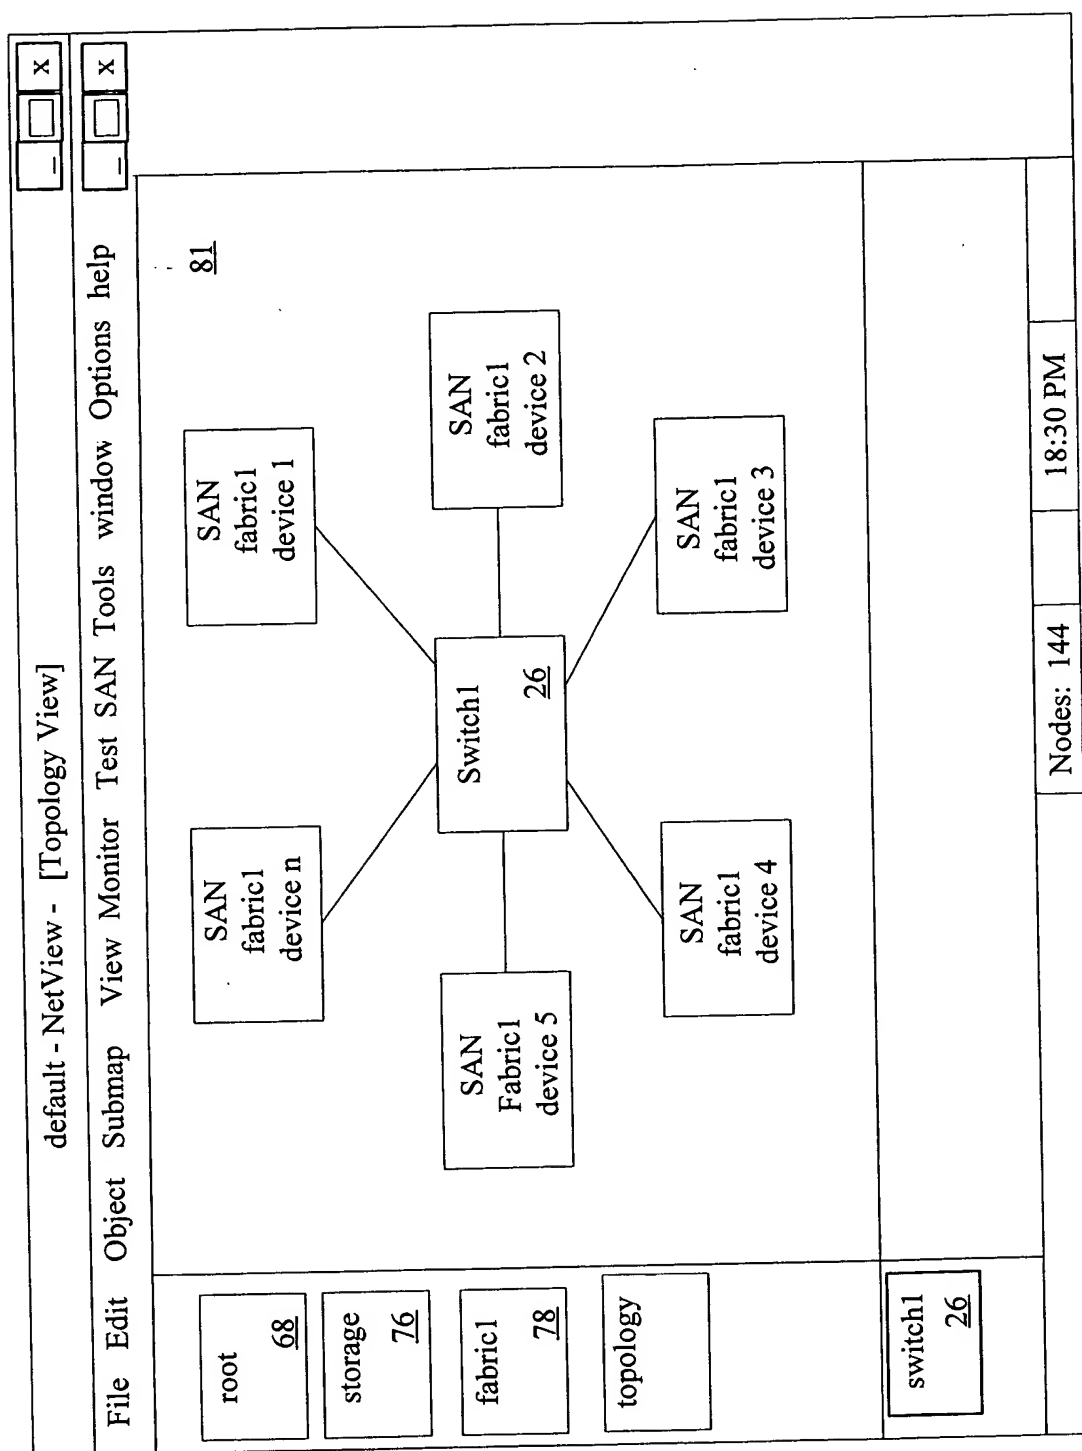 default - NetView - [Topology View]
_ x
File Edit Object Submap View Monitor Test SAN Tools window Options help
_ x
root
68
storage
76
fabric1
78
topology
switch1
26
81
SAN
fabric1
device n
SAN
fabric1
device 1
SAN
Fabric1
device 5
Switch1
26
SAN
fabric1
device 2
SAN
fabric1
device 4
SAN
fabric1
device 3
Nodes: 144
18:30 PM